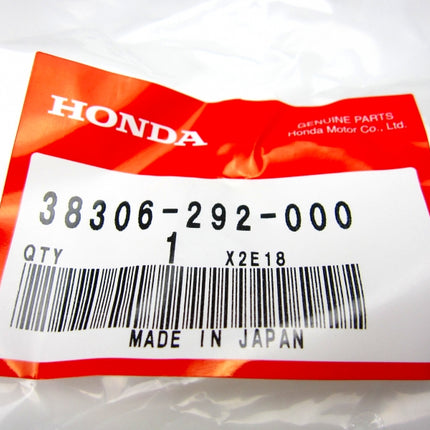 HONDA
GENUINE PARTS
Honda Motor Co., Ltd.
38306-292-000
QTY 1 X2E18
MADE IN JAPAN